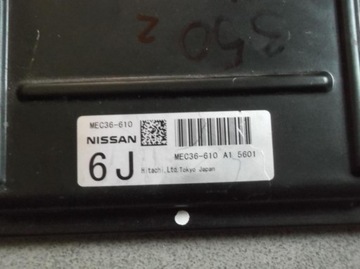 350
z
MEC36-610
NISSAN
6J
MEC36-610 A1 5601
Hitachi,Ltd.Tokyo Japan